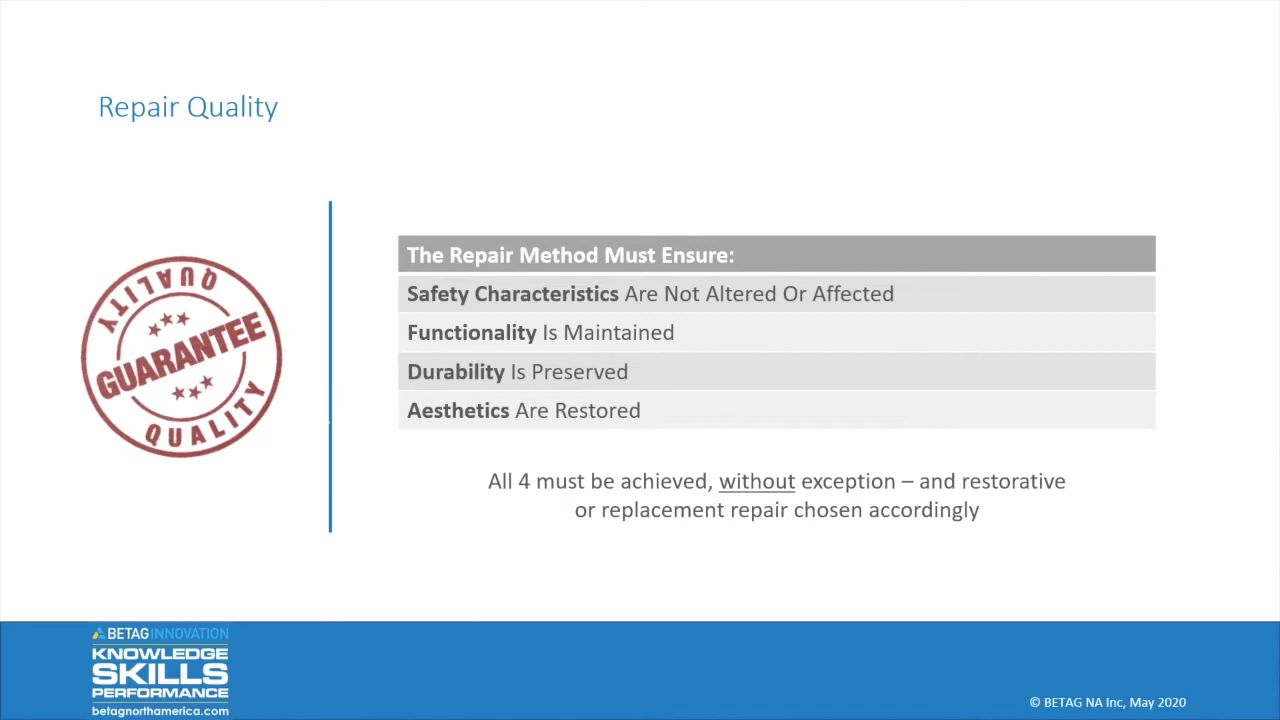 Repair Quality
QUALITY
GUARANTEE
QUALITY
The Repair Method Must Ensure:
Safety Characteristics Are Not Altered Or Affected
Functionality Is Maintained
Durability Is Preserved
Aesthetics Are Restored
All 4 must be achieved, without exception – and restorative
or replacement repair chosen accordingly
BETAG INNOVATION
KNOWLEDGE
SKILLS
PERFORMANCE
betagnorthamerica.com
© BETAG NA Inc, May 2020